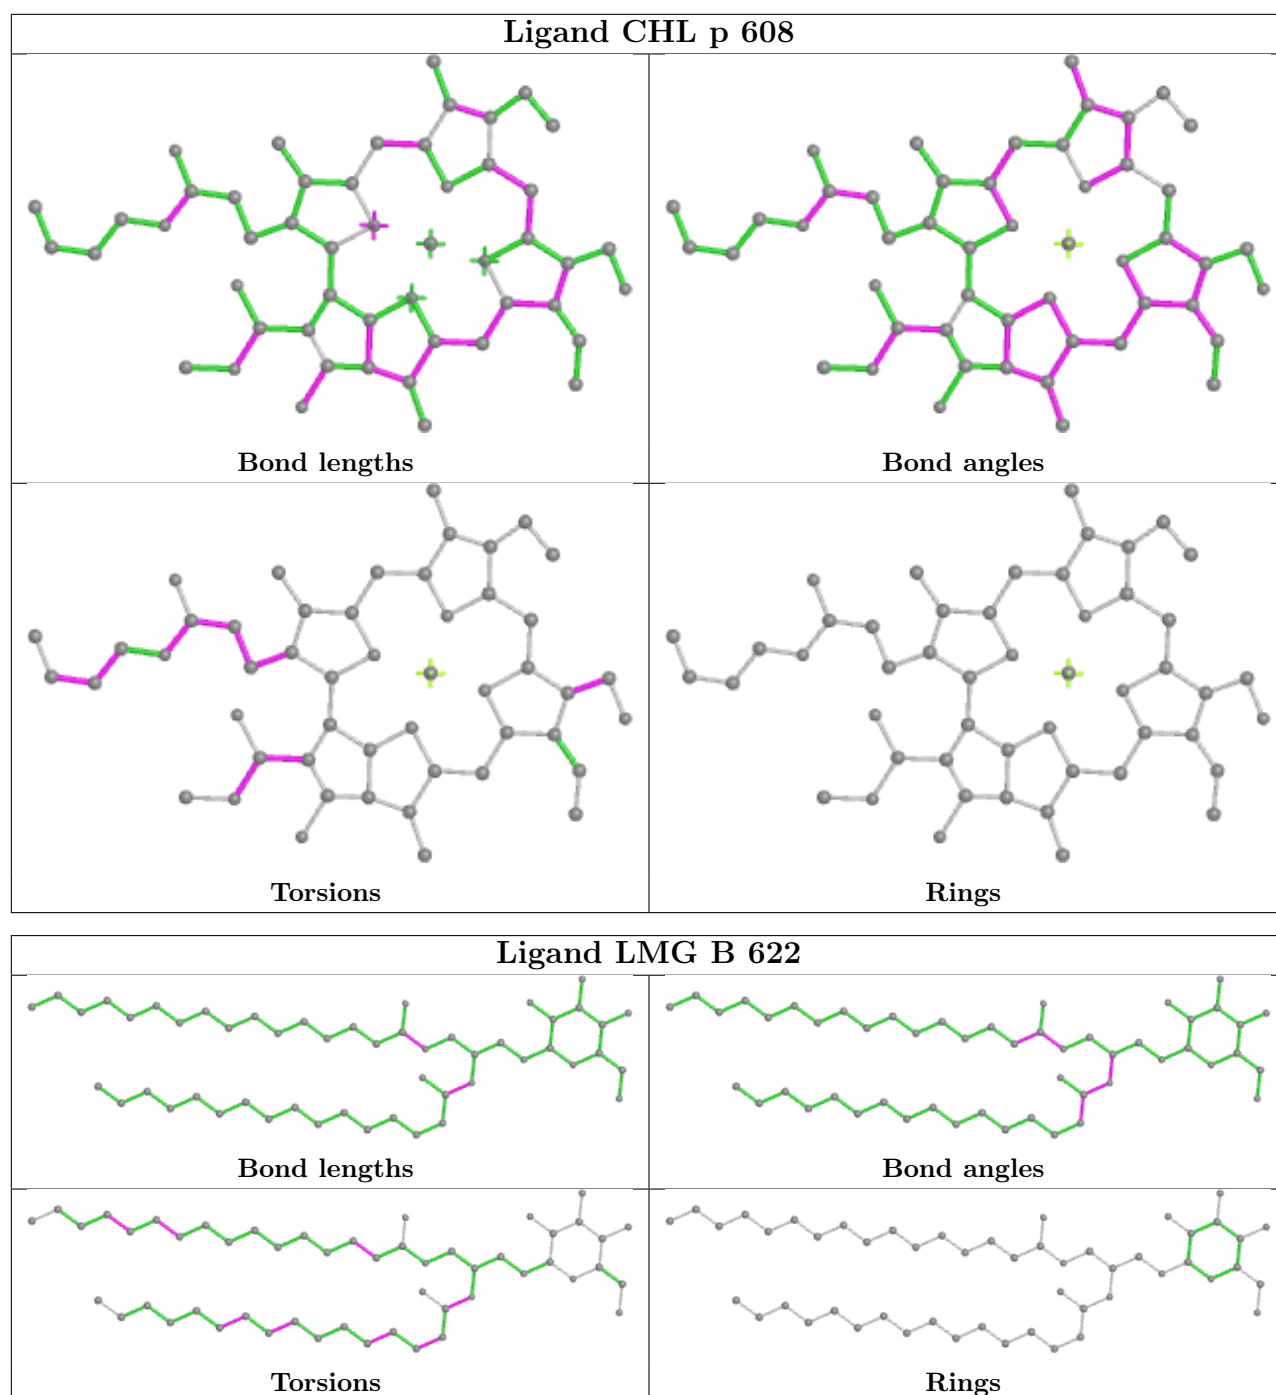 Ligand CHL p 608
Bond lengths
Bond angles
Torsions
Rings
Ligand LMG B 622
Bond lengths
Bond angles
Torsions
Rings